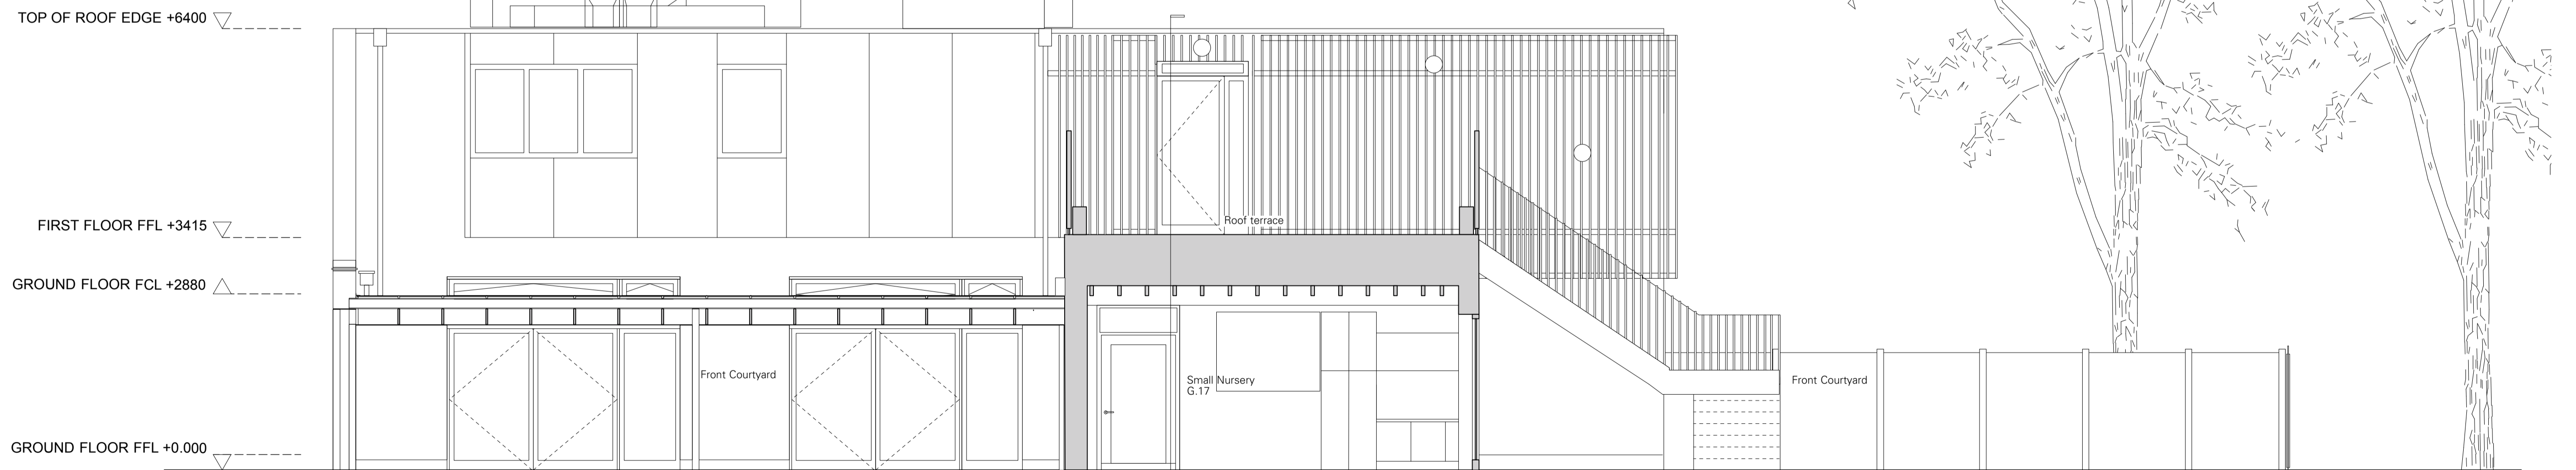 TOP OF ROOF EDGE +6400
FIRST FLOOR FFL +3415
Roof terrace
GROUND FLOOR FCL +2880
Front Courtyard
Small Nursery
G.17
Front Courtyard
GROUND FLOOR FFL +0.000